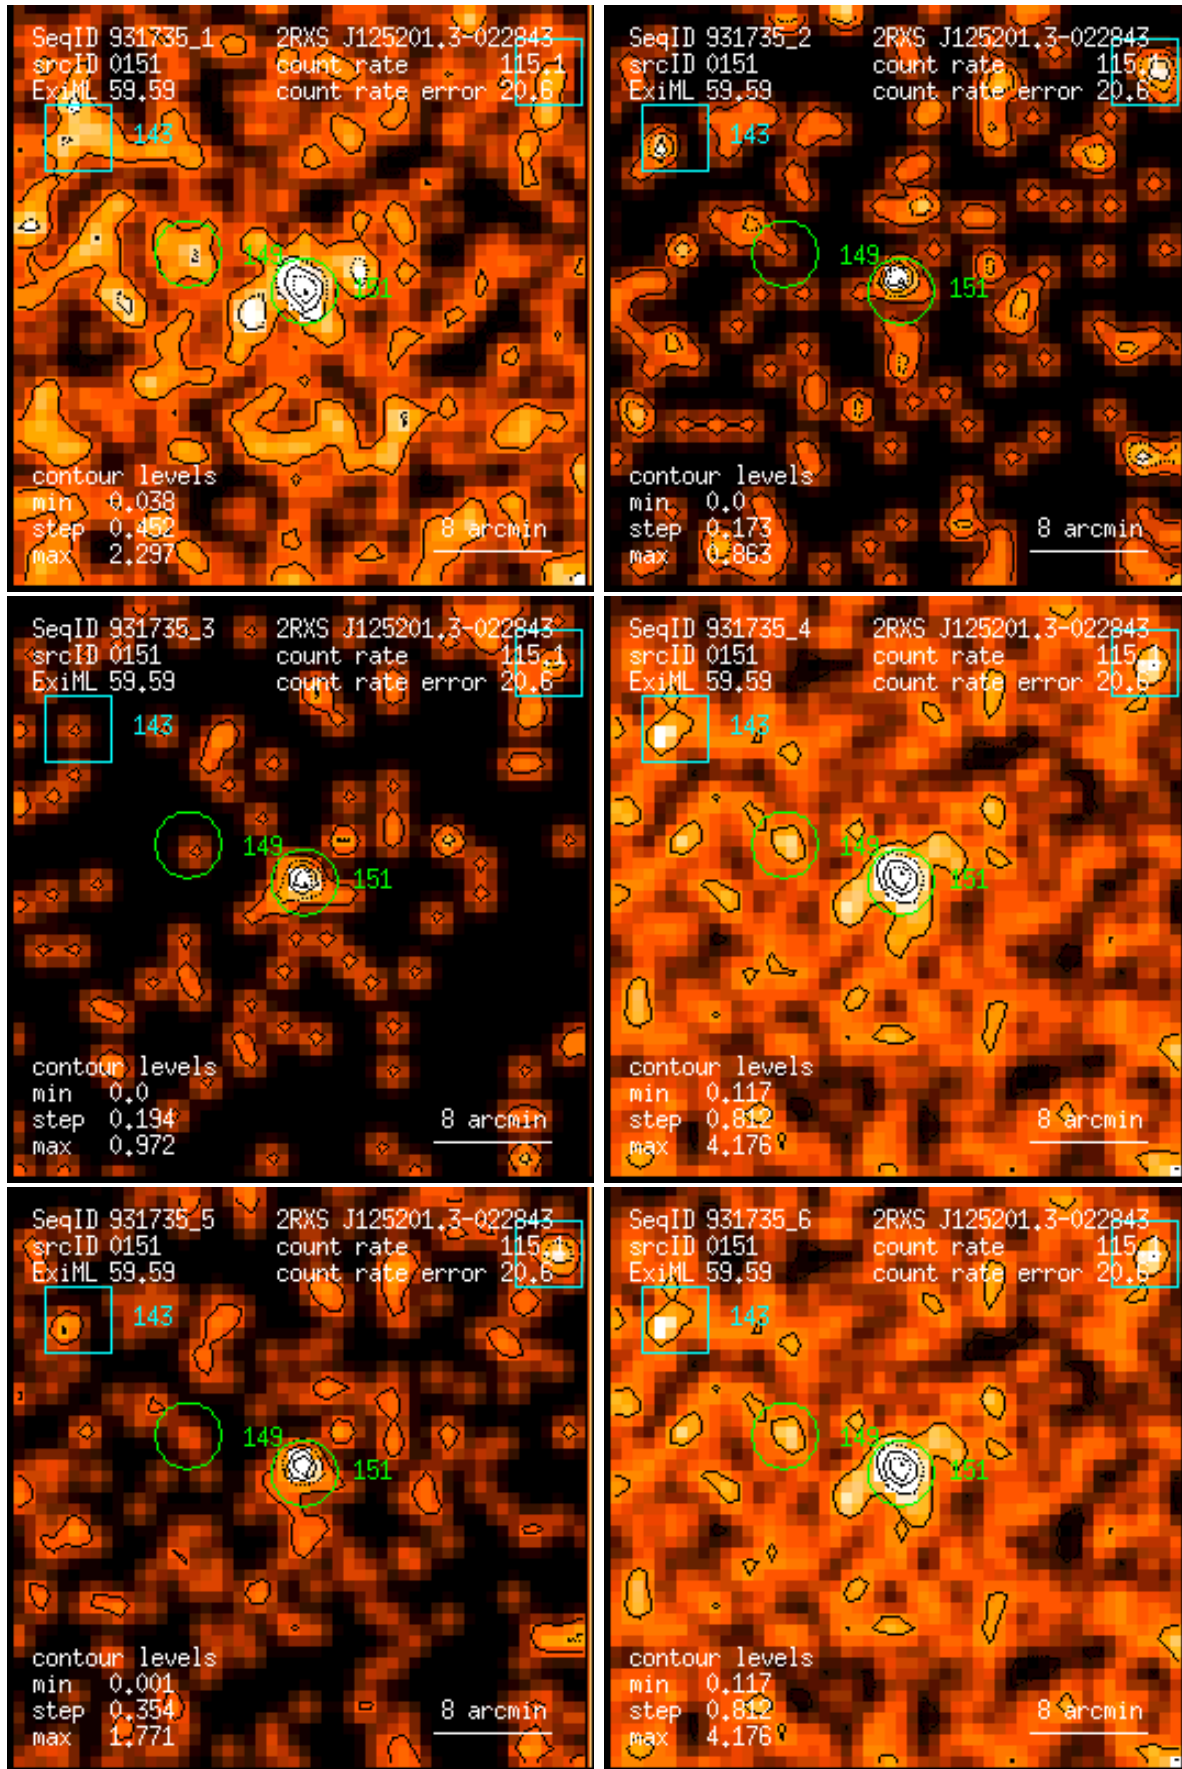 SeqID 931735_1 2RXS J125201.3-022843
srcID 0151 count rate 115.1
ExiML 59.59 count rate error 20.6
143
149
151
contour levels
min 0.038
step 0.452
max 2.297
8 arcmin
SeqID 931735_2 2RXS J125201.3-022843
srcID 0151 count rate 115.1
ExiML 59.59 count rate error 20.6
143
149
151
contour levels
min 0.0
step 0.173
max 0.863
8 arcmin
SeqID 931735_3 2RXS J125201.3-022843
srcID 0151 count rate 115.1
ExiML 59.59 count rate error 20.6
143
149
151
contour levels
min 0.0
step 0.194
max 0.972
8 arcmin
SeqID 931735_4 2RXS J125201.3-022843
srcID 0151 count rate 115.1
ExiML 59.59 count rate error 20.6
143
149
151
contour levels
min 0.117
step 0.812
max 4.176
8 arcmin
SeqID 931735_5 2RXS J125201.3-022843
srcID 0151 count rate 115.1
ExiML 59.59 count rate error 20.6
143
149
151
contour levels
min 0.001
step 0.354
max 1.771
8 arcmin
SeqID 931735_6 2RXS J125201.3-022843
srcID 0151 count rate 115.1
ExiML 59.59 count rate error 20.6
143
149
151
contour levels
min 0.117
step 0.812
max 4.176
8 arcmin